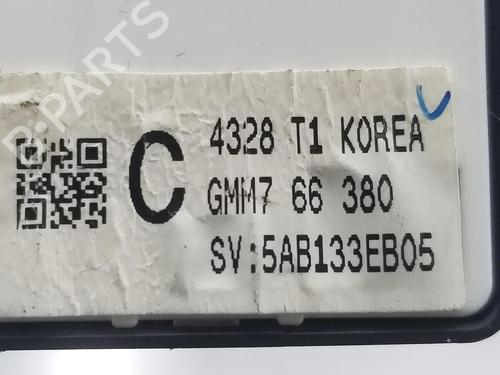 B-PARTS
C
4328 T1 KOREA
GMM7 66 380
SV:5AB133EB05